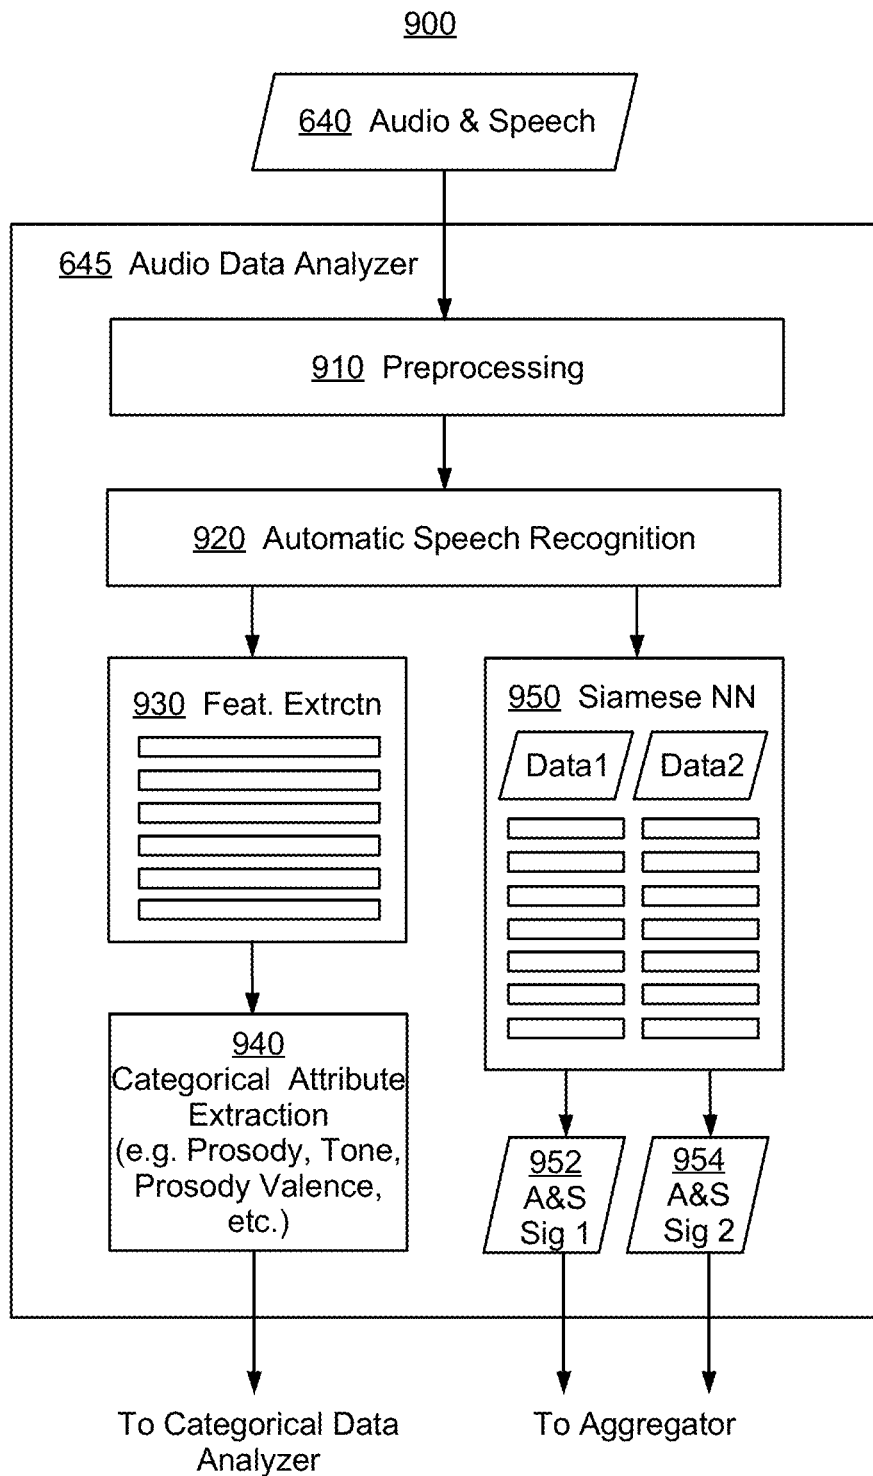 900
640 Audio & Speech
645 Audio Data Analyzer
910 Preprocessing
920 Automatic Speech Recognition
930 Feat. Extrctn
940
Categorical Attribute
Extraction
(e.g. Prosody, Tone,
Prosody Valence,
etc.)
950 Siamese NN
Data1 Data2
952
A&S
Sig 1
954
A&S
Sig 2
To Categorical Data
Analyzer
To Aggregator